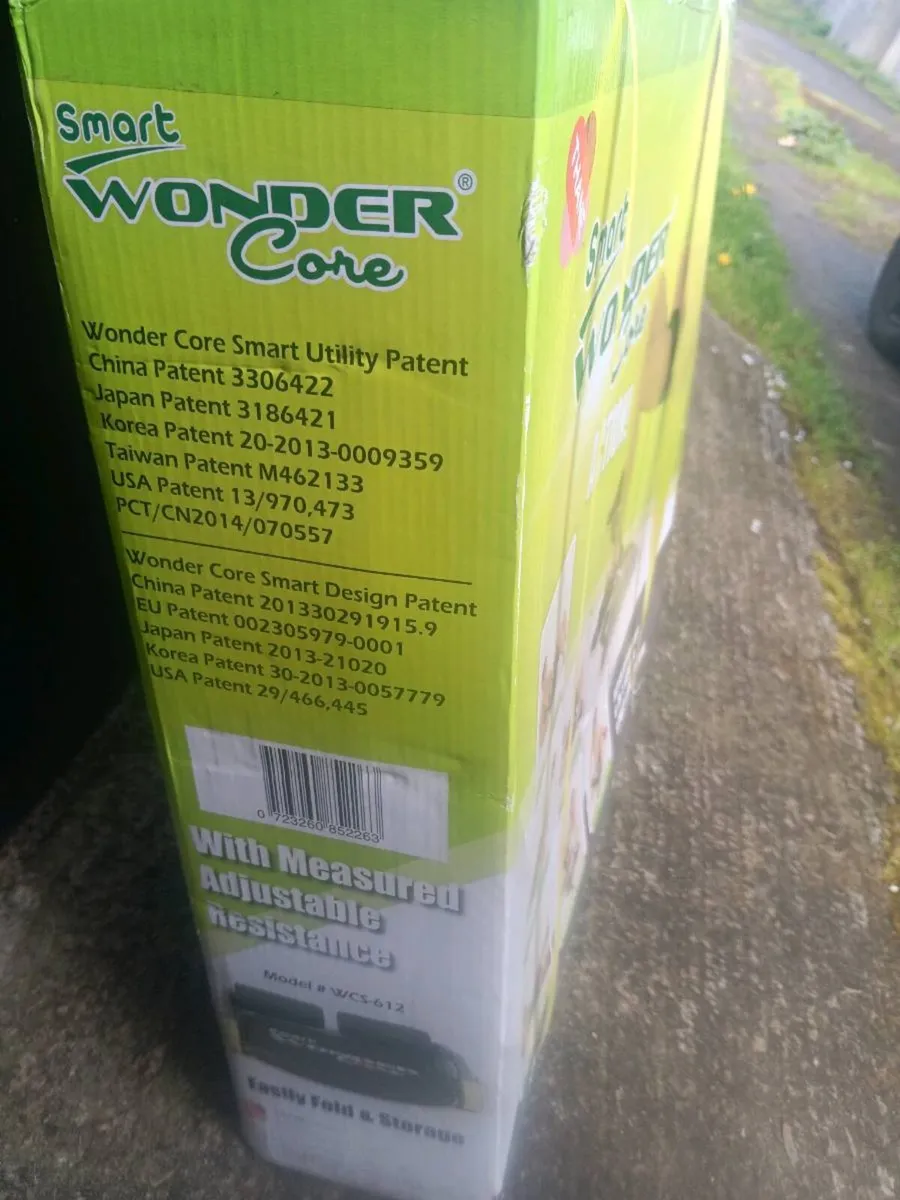 Smart
WONDER®
Core
Wonder Core Smart Utility Patent
China Patent 3306422
Japan Patent 3186421
Korea Patent 20-2013-0009359
Taiwan Patent M462133
USA Patent 13/970,473
PCT/CN2014/070557
Wonder Core Smart Design Patent
China Patent 201330291915.9
EU Patent 002305979-0001
Japan Patent 2013-21020
Korea Patent 30-2013-0057779
USA Patent 29/466,445
0 723260 852263
With Measured
Adjustable
Resistance
Model # WCS-612
Easily Fold & Storage
Smart
WONDER
Core